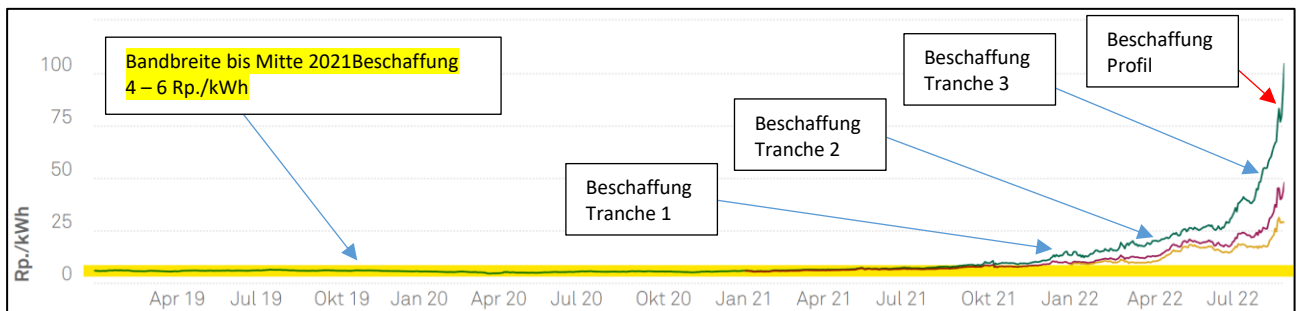 Bandbreite bis Mitte 2021Beschaffung
4 – 6 Rp./kWh
Beschaffung
Tranche 1
Beschaffung
Tranche 2
Beschaffung
Tranche 3
Beschaffung
Profil
100
75
50
25
0
Rp./kWh
Apr 19 Jul 19 Okt 19 Jan 20 Apr 20 Jul 20 Okt 20 Jan 21 Apr 21 Jul 21 Okt 21 Jan 22 Apr 22 Jul 22